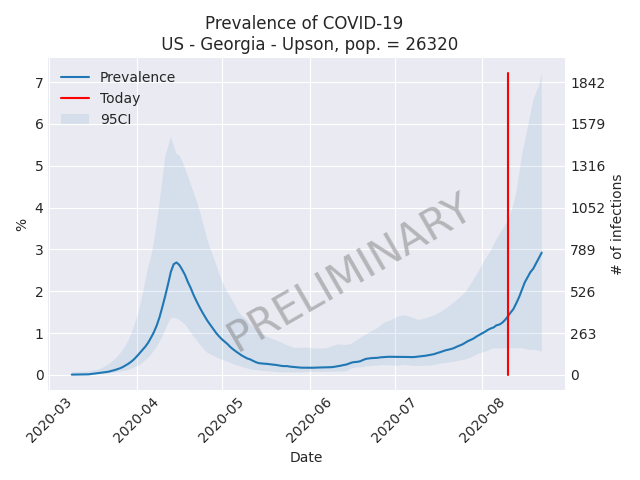 Prevalence of COVID-19
US - Georgia - Upson, pop. = 26320
Prevalence
Today
95CI
PRELIMINARY
%
7
6
5
4
3
2
1
0
1842
1579
1316
1052
789
526
263
0
# of infections
2020-03
2020-04
2020-05
2020-06
2020-07
2020-08
Date